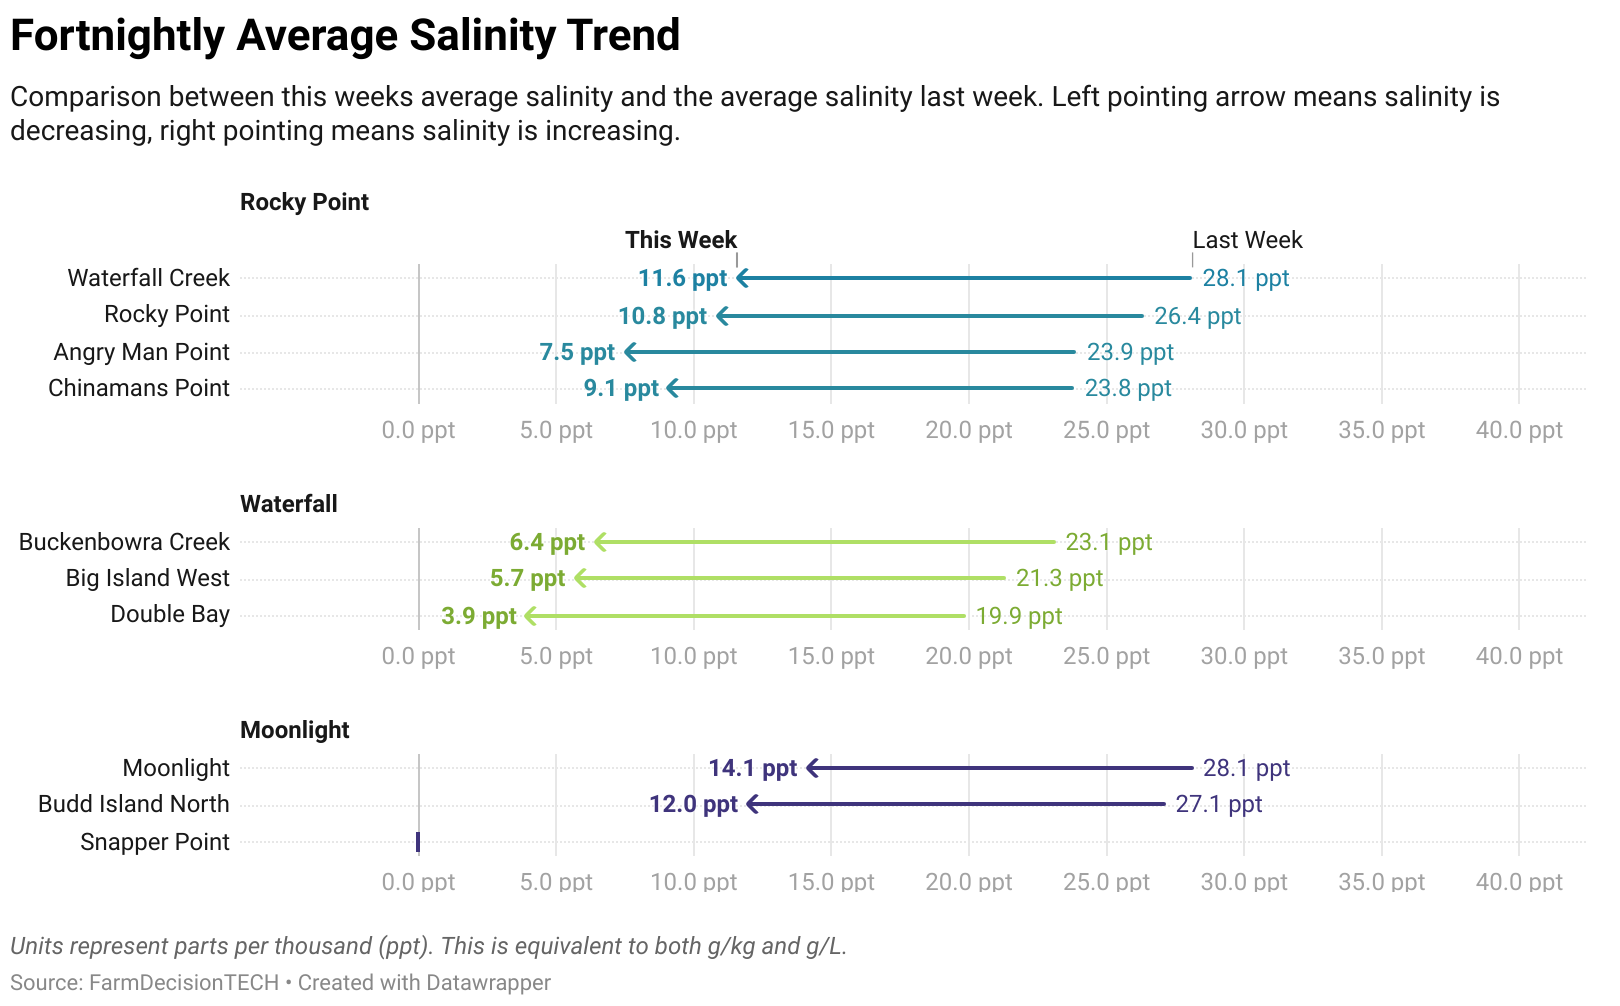 Fortnightly Average Salinity Trend
Comparison between this weeks average salinity and the average salinity last week. Left pointing arrow means salinity is
decreasing, right pointing means salinity is increasing.
Rocky Point
This Week Last Week
Waterfall Creek 11.6 ppt 28.1 ppt
Rocky Point 10.8 ppt 26.4 ppt
Angry Man Point 7.5 ppt 23.9 ppt
Chinamans Point 9.1 ppt 23.8 ppt
0.0 ppt 5.0 ppt 10.0 ppt 15.0 ppt 20.0 ppt 25.0 ppt 30.0 ppt 35.0 ppt 40.0 ppt
Waterfall
Buckenbowra Creek 6.4 ppt 23.1 ppt
Big Island West 5.7 ppt 21.3 ppt
Double Bay 3.9 ppt 19.9 ppt
0.0 ppt 5.0 ppt 10.0 ppt 15.0 ppt 20.0 ppt 25.0 ppt 30.0 ppt 35.0 ppt 40.0 ppt
Moonlight
Moonlight 14.1 ppt 28.1 ppt
Budd Island North 12.0 ppt 27.1 ppt
Snapper Point
0.0 ppt 5.0 ppt 10.0 ppt 15.0 ppt 20.0 ppt 25.0 ppt 30.0 ppt 35.0 ppt 40.0 ppt
Units represent parts per thousand (ppt). This is equivalent to both g/kg and g/L.
Source: FarmDecisionTECH • Created with Datawrapper